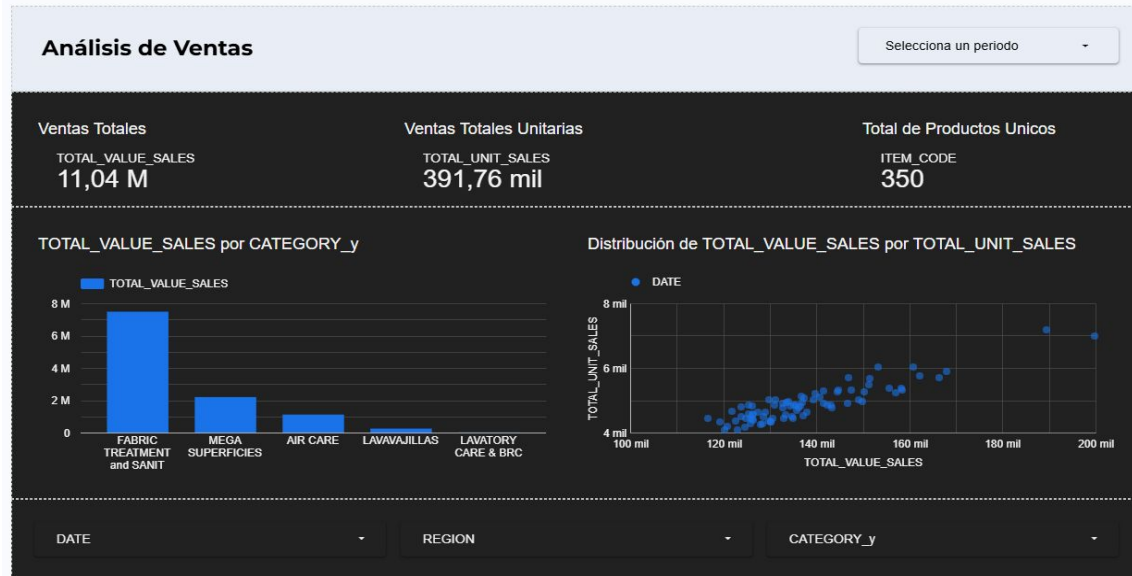 Análisis de Ventas
Selecciona un periodo
Ventas Totales
TOTAL_VALUE_SALES
11,04 M
Ventas Totales Unitarias
TOTAL_UNIT_SALES
391,76 mil
Total de Productos Unicos
ITEM_CODE
350
TOTAL_VALUE_SALES por CATEGORY_y
TOTAL_VALUE_SALES
8 M
6 M
4 M
2 M
0
FABRIC
TREATMENT
and SANIT
MEGA
SUPERFICIES
AIR CARE
LAVAVAJILLAS
LAVATORY
CARE & BRC
Distribución de TOTAL_VALUE_SALES por TOTAL_UNIT_SALES
DATE
TOTAL_UNIT_SALES
8 mil
6 mil
4 mil
100 mil
120 mil
140 mil
160 mil
180 mil
200 mil
TOTAL_VALUE_SALES
DATE
REGION
CATEGORY_y